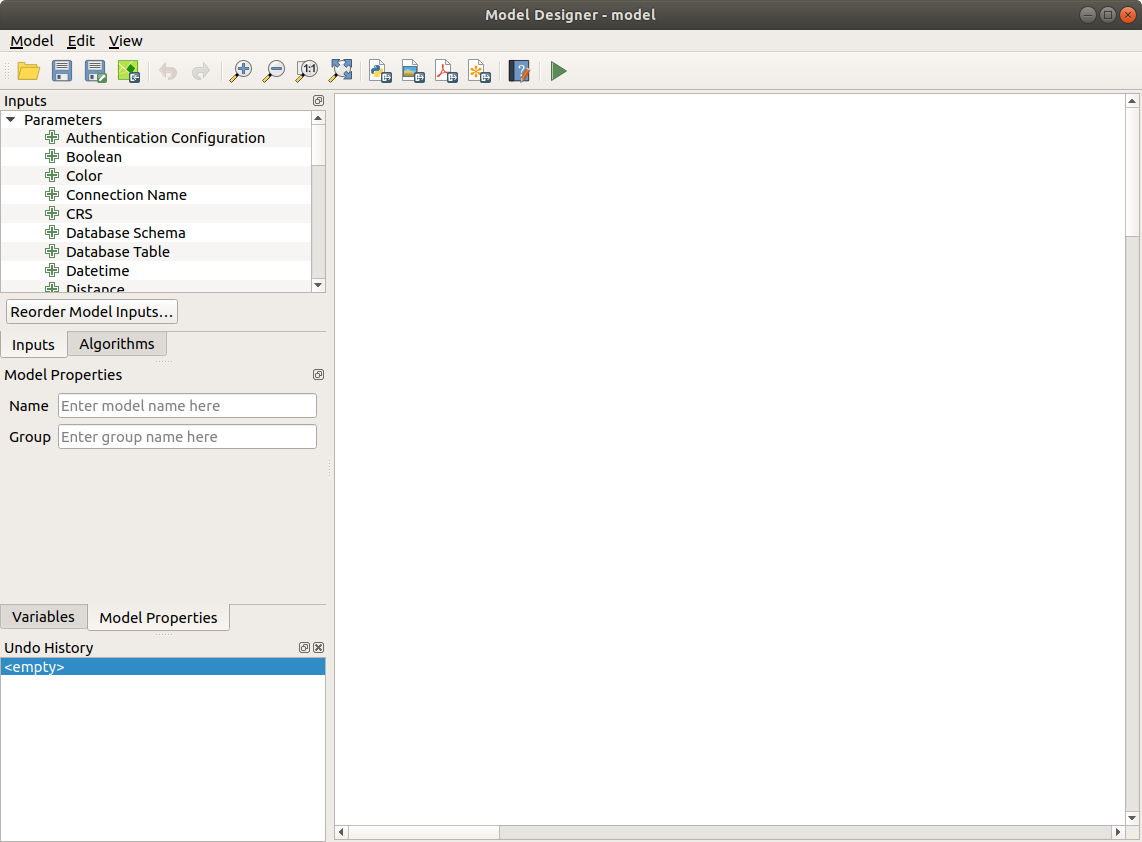 Model Designer - model
Model Edit View
1:1
Inputs
Parameters
Authentication Configuration
Boolean
Color
Connection Name
CRS
Database Schema
Database Table
Datetime
Distance
Reorder Model Inputs...
Inputs Algorithms
Model Properties
Name Enter model name here
Group Enter group name here
Variables Model Properties
Undo History
<empty>